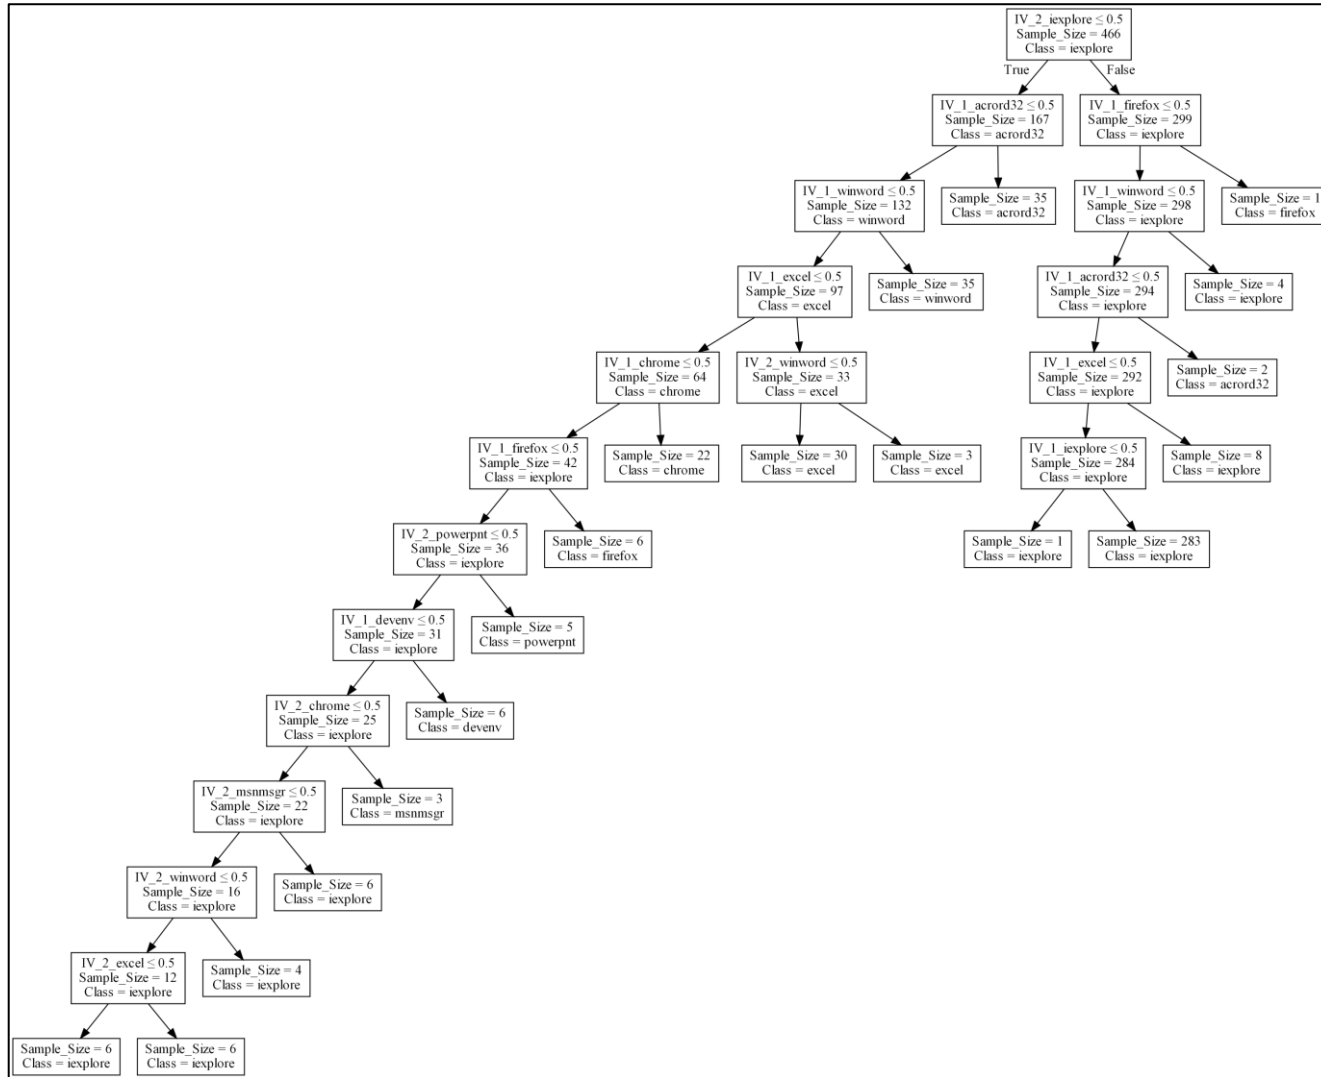 IV_2_iexplore ≤ 0.5
Sample_Size = 466
Class = iexplore
True
False
IV_1_acrord32 ≤ 0.5
Sample_Size = 167
Class = acrord32
IV_1_firefox ≤ 0.5
Sample_Size = 299
Class = iexplore
IV_1_winword ≤ 0.5
Sample_Size = 132
Class = winword
Sample_Size = 35
Class = acrord32
IV_1_winword ≤ 0.5
Sample_Size = 298
Class = iexplore
Sample_Size = 1
Class = firefox
IV_1_excel ≤ 0.5
Sample_Size = 97
Class = excel
Sample_Size = 35
Class = winword
IV_1_acrord32 ≤ 0.5
Sample_Size = 294
Class = iexplore
Sample_Size = 4
Class = iexplore
IV_1_chrome ≤ 0.5
Sample_Size = 64
Class = chrome
IV_2_winword ≤ 0.5
Sample_Size = 33
Class = excel
IV_1_excel ≤ 0.5
Sample_Size = 292
Class = iexplore
Sample_Size = 2
Class = acrord32
IV_1_firefox ≤ 0.5
Sample_Size = 42
Class = iexplore
Sample_Size = 22
Class = chrome
Sample_Size = 30
Class = excel
Sample_Size = 3
Class = excel
IV_1_iexplore ≤ 0.5
Sample_Size = 284
Class = iexplore
Sample_Size = 8
Class = iexplore
IV_2_powerpnt ≤ 0.5
Sample_Size = 36
Class = iexplore
Sample_Size = 6
Class = firefox
Sample_Size = 1
Class = iexplore
Sample_Size = 283
Class = iexplore
IV_1_devenv ≤ 0.5
Sample_Size = 31
Class = iexplore
Sample_Size = 5
Class = powerpnt
IV_2_chrome ≤ 0.5
Sample_Size = 25
Class = iexplore
Sample_Size = 6
Class = devenv
IV_2_msnmsgr ≤ 0.5
Sample_Size = 22
Class = iexplore
Sample_Size = 3
Class = msnmsgr
IV_2_winword ≤ 0.5
Sample_Size = 16
Class = iexplore
Sample_Size = 6
Class = iexplore
IV_2_excel ≤ 0.5
Sample_Size = 12
Class = iexplore
Sample_Size = 4
Class = iexplore
Sample_Size = 6
Class = iexplore
Sample_Size = 6
Class = iexplore